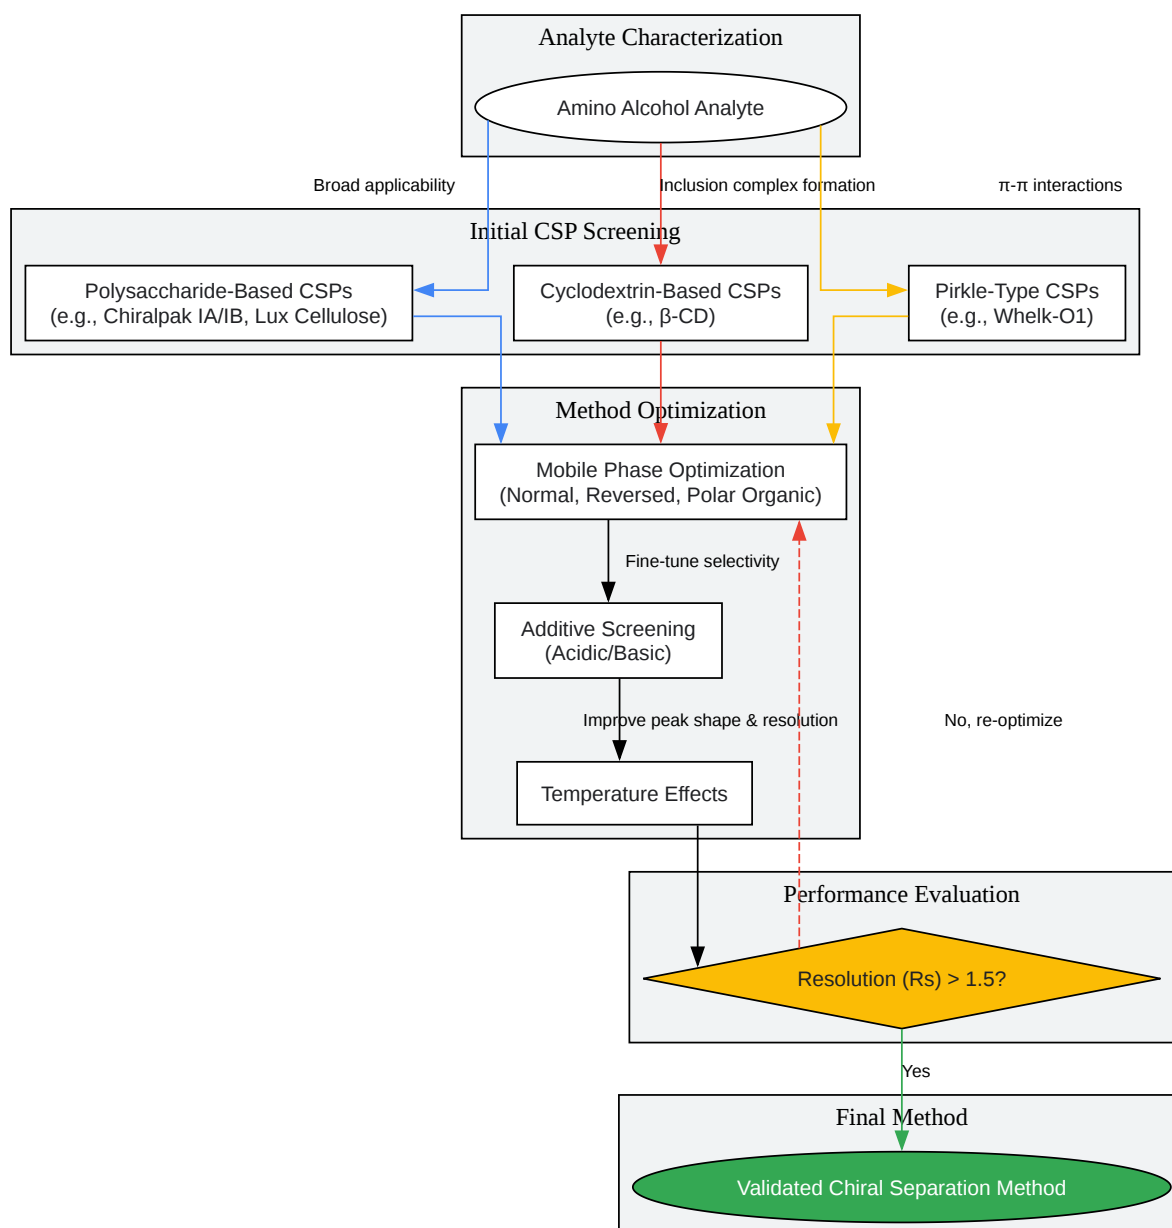 Analyte Characterization
Amino Alcohol Analyte
Broad applicability
Inclusion complex formation
π-π interactions
Initial CSP Screening
Polysaccharide-Based CSPs
(e.g., Chiralpak IA/IB, Lux Cellulose)
Cyclodextrin-Based CSPs
(e.g., β-CD)
Pirkle-Type CSPs
(e.g., Whelk-O1)
Method Optimization
Mobile Phase Optimization
(Normal, Reversed, Polar Organic)
Fine-tune selectivity
Additive Screening
(Acidic/Basic)
Improve peak shape & resolution
No, re-optimize
Temperature Effects
Performance Evaluation
Resolution (Rs) > 1.5?
Yes
Final Method
Validated Chiral Separation Method